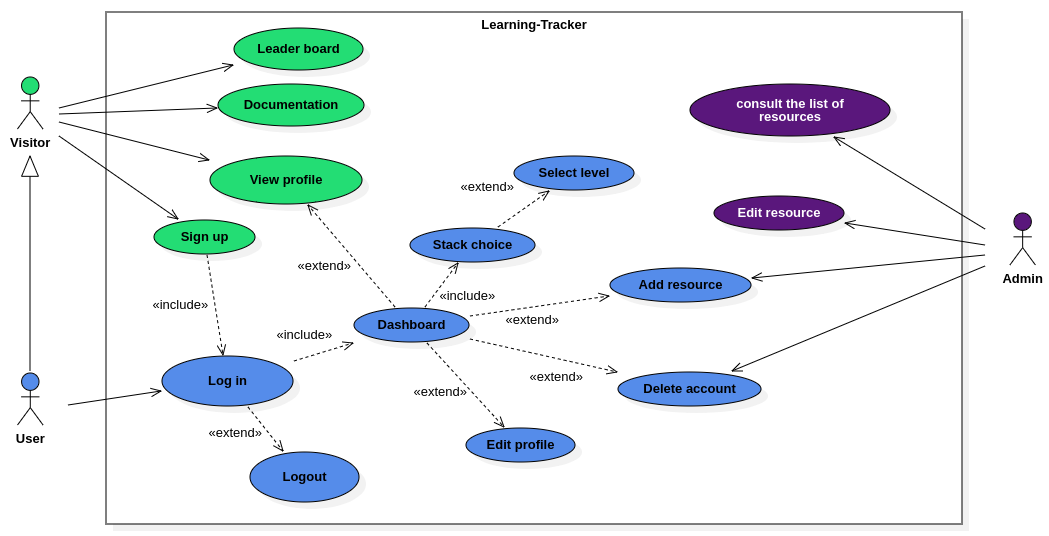 Learning-Tracker
Leader board
Documentation
consult the list of
resources
Visitor
Select level
View profile
«extend»
Edit resource
Sign up
Stack choice
«extend»
Admin
Add resource
«include»
«include»
«extend»
Dashboard
«include»
Log in
«extend»
Delete account
«extend»
User
«extend»
Edit profile
Logout